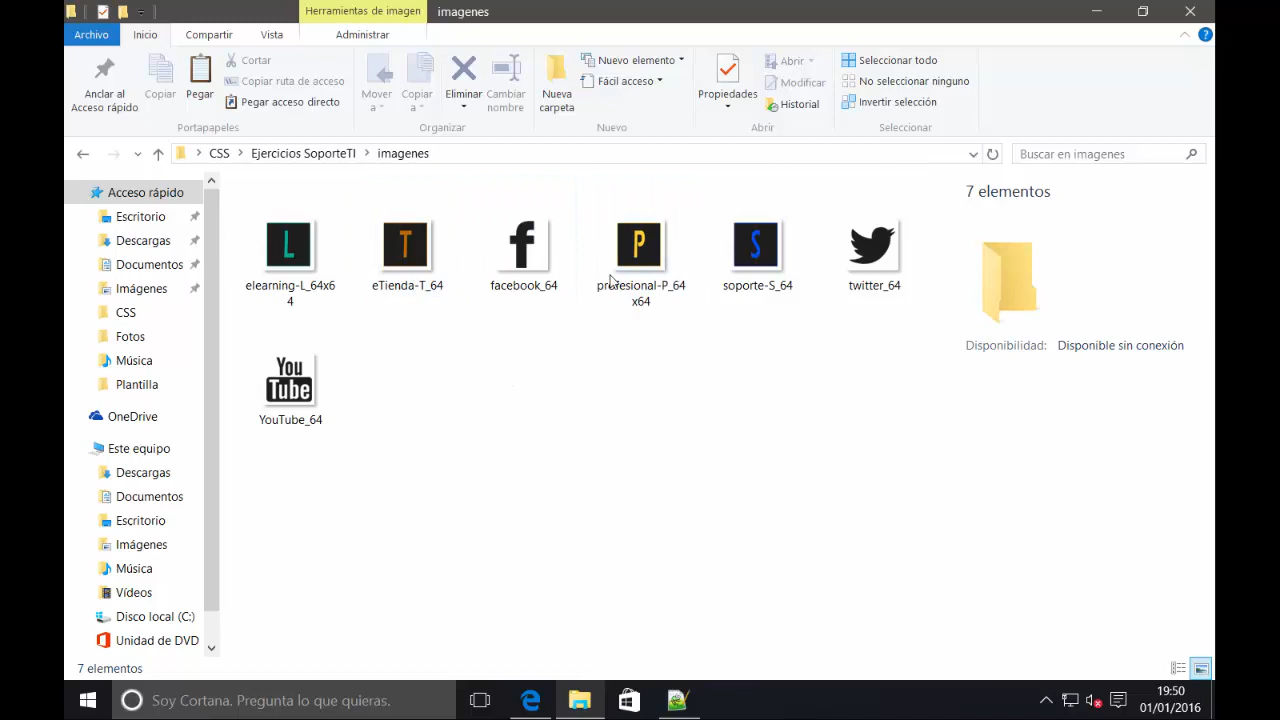 Herramientas de imagen
imagenes
Archivo
Inicio
Compartir
Vista
Administrar
?
Anclar al
Acceso rápido
Copiar
Pegar
Cortar
Copiar ruta de acceso
Pegar acceso directo
Portapapeles
Mover
a
Copiar
a
Eliminar
Cambiar
nombre
Organizar
Nueva
carpeta
Nuevo elemento
Fácil acceso
Nuevo
Propiedades
Abrir
Modificar
Historial
Abrir
Seleccionar todo
No seleccionar ninguno
Invertir selección
Seleccionar
CSS > Ejercicios SoporteTI > imagenes
Buscar en imagenes
Acceso rápido
Escritorio
Descargas
Documentos
Imágenes
CSS
Fotos
Música
Plantilla
OneDrive
Este equipo
Descargas
Documentos
Escritorio
Imágenes
Música
Vídeos
Disco local (C:)
Unidad de DVD
L
elearning-L_64x6
4
T
eTienda-T_64
f
facebook_64
P
profesional-P_64
x64
S
soporte-S_64
twitter_64
You
Tube
YouTube_64
7 elementos
Disponibilidad: Disponible sin conexión
7 elementos
Soy Cortana. Pregunta lo que quieras.
19:50
01/01/2016